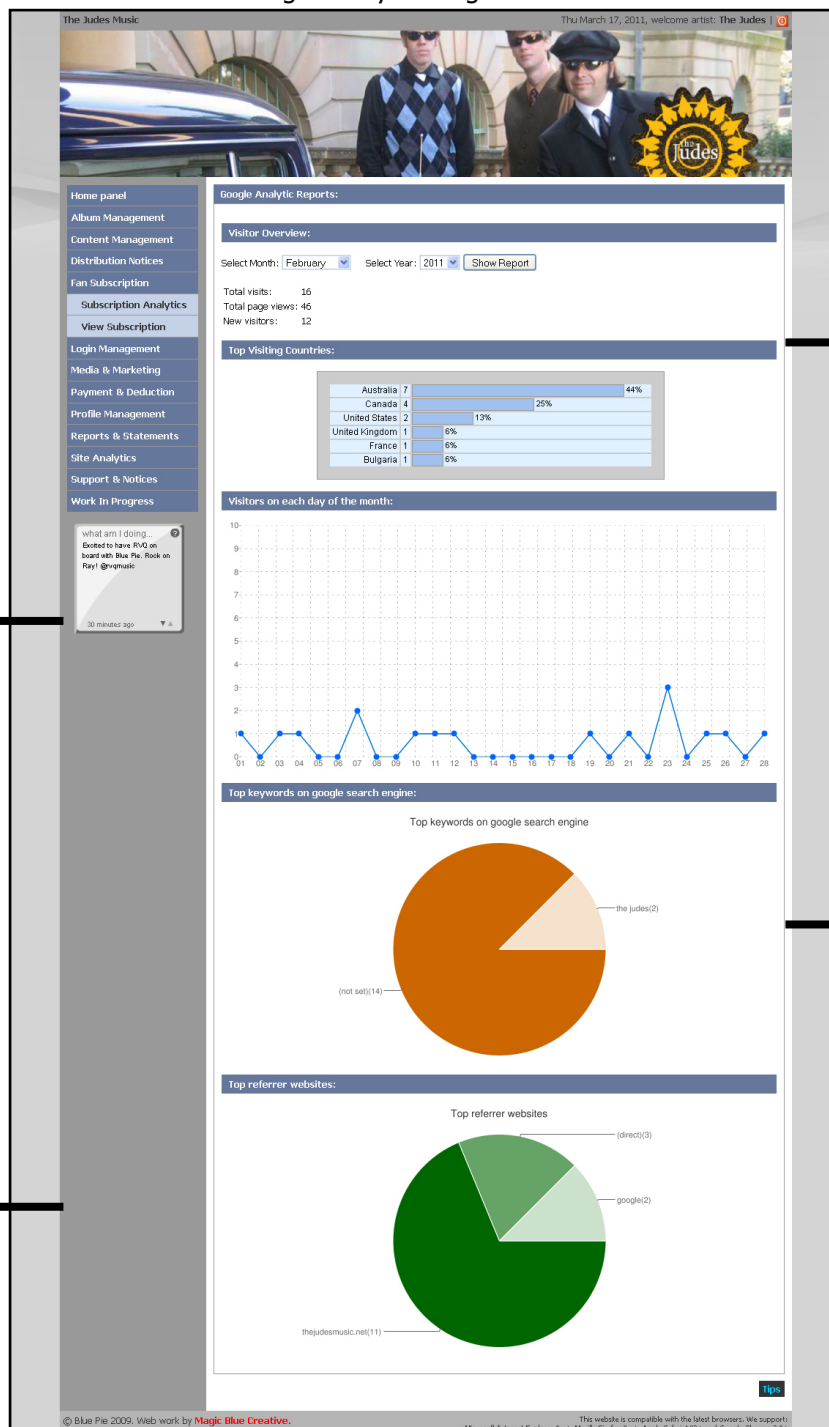 The Judes Music
Thu March 17, 2011, welcome artist: The Judes |
the
Judes
Home panel
Album Management
Content Management
Distribution Notices
Fan Subscription
Subscription Analytics
View Subscription
Login Management
Media & Marketing
Payment & Deduction
Profile Management
Reports & Statements
Site Analytics
Support & Notices
Work In Progress
what am I doing... ?
Excited to have RVQ on
board with Blue Pie. Rock on
Ray! @rvqmusic
30 minutes ago
Google Analytic Reports:
Visitor Overview:
Select Month: February Select Year: 2011 Show Report
Total visits: 16
Total page views: 46
New visitors: 12
Top Visiting Countries:
Australia 7 44%
Canada 4 25%
United States 2 13%
United Kingdom 1 6%
France 1 6%
Bulgaria 1 6%
Visitors on each day of the month:
10
9
8
7
6
5
4
3
2
1
0
01 02 03 04 05 06 07 08 09 10 11 12 13 14 15 16 17 18 19 20 21 22 23 24 25 26 27 28
Top keywords on google search engine:
Top keywords on google search engine
the judes(2)
(not set)(14)
Top referrer websites:
Top referrer websites
(direct)(3)
google(2)
thejudesmusic.net(11)
Tips
© Blue Pie 2009. Web work by Magic Blue Creative.
This website is compatible with the latest browsers. We support: